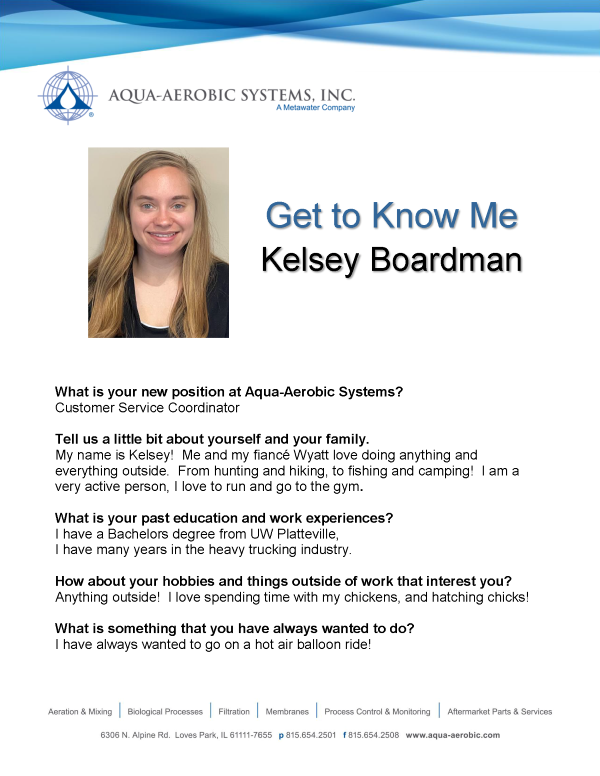 AQUA-AEROBIC SYSTEMS, INC.
A Metawater Company
®
Get to Know Me
Kelsey Boardman
What is your new position at Aqua-Aerobic Systems?
Customer Service Coordinator
Tell us a little bit about yourself and your family.
My name is Kelsey!  Me and my fiancé Wyatt love doing anything and
everything outside.  From hunting and hiking, to fishing and camping!  I am a
very active person, I love to run and go to the gym.
What is your past education and work experiences?
I have a Bachelors degree from UW Platteville,
I have many years in the heavy trucking industry.
How about your hobbies and things outside of work that interest you?
Anything outside!  I love spending time with my chickens, and hatching chicks!
What is something that you have always wanted to do?
I have always wanted to go on a hot air balloon ride!
Aeration & Mixing | Biological Processes | Filtration | Membranes | Process Control & Monitoring | Aftermarket Parts & Services
6306 N. Alpine Rd.  Loves Park, IL 61111-7655  p 815.654.2501  f 815.654.2508  www.aqua-aerobic.com